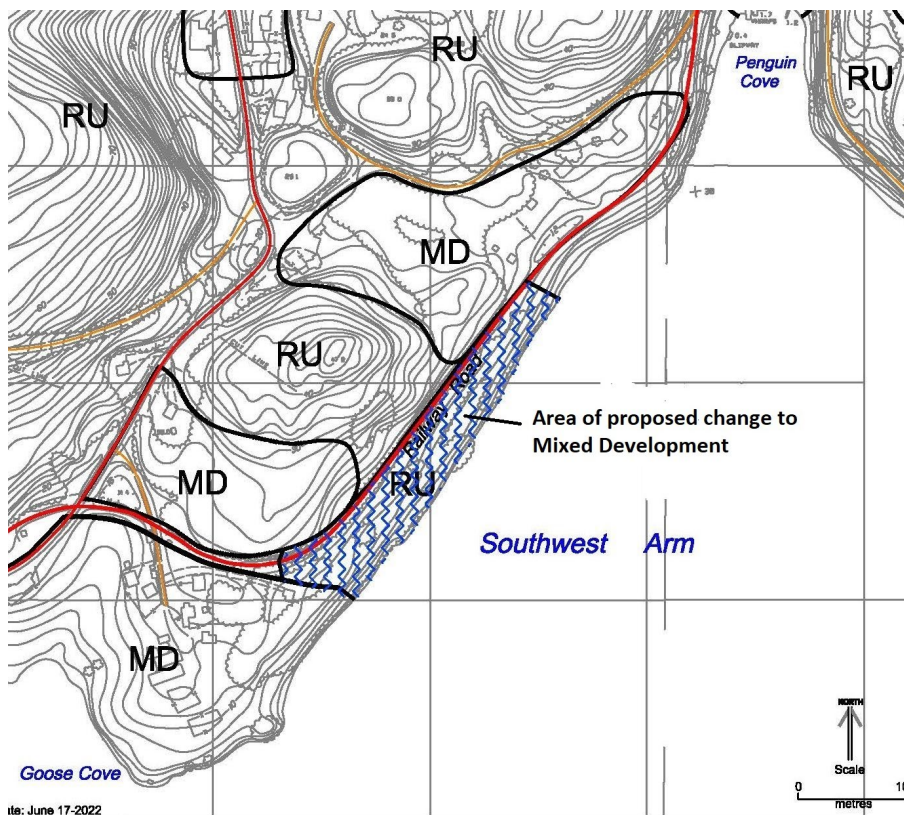 RU
RU
Penguin
Cove
RU
MD
RU
Railway Road
Area of proposed change to
Mixed Development
RU
MD
Southwest Arm
MD
NORTH
Scale
0
metres
Goose Cove
June 17-2022